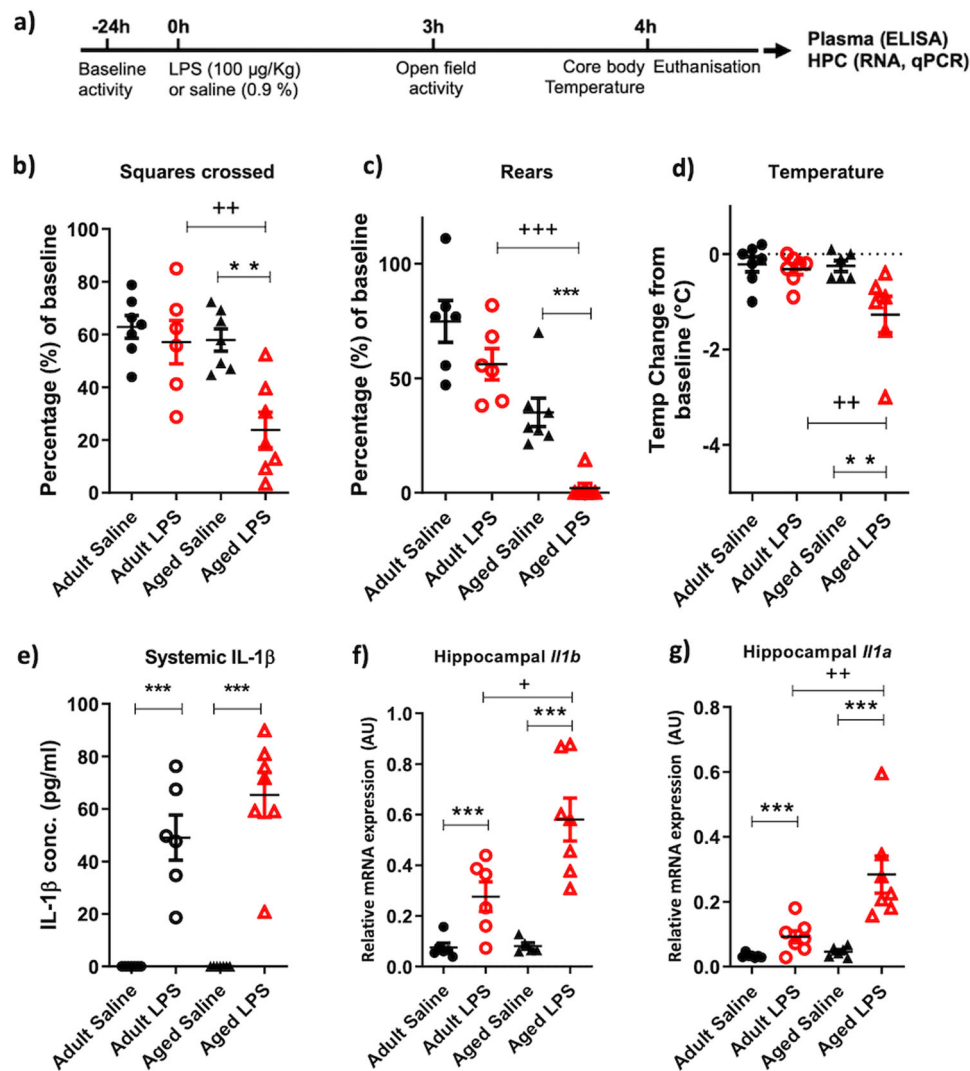 a)
-24h
0h
3h
4h
Baseline
activity
LPS (100 µg/Kg)
or saline (0.9 %)
Open field
activity
Core body
Temperature
Euthanisation
Plasma (ELISA)
HPC (RNA, qPCR)
b)
Squares crossed
Percentage (%) of baseline
100
80
60
40
20
0
++
* *
Adult Saline
Adult LPS
Aged Saline
Aged LPS
c)
Rears
Percentage (%) of baseline
100
50
0
+++
***
Adult Saline
Adult LPS
Aged Saline
Aged LPS
d)
Temperature
Temp Change from
baseline (°C)
0
-2
-4
++
* *
Adult Saline
Adult LPS
Aged Saline
Aged LPS
e)
Systemic IL-1β
IL-1β conc. (pg/ml)
100
80
60
40
20
0
***
***
Adult Saline
Adult LPS
Aged Saline
Aged LPS
f)
Hippocampal Il1b
Relative mRNA expression (AU)
1.0
0.8
0.6
0.4
0.2
0.0
+
***
***
Adult Saline
Adult LPS
Aged Saline
Aged LPS
g)
Hippocampal Il1a
Relative mRNA expression (AU)
0.8
0.6
0.4
0.2
0.0
++
***
***
Adult Saline
Adult LPS
Aged Saline
Aged LPS